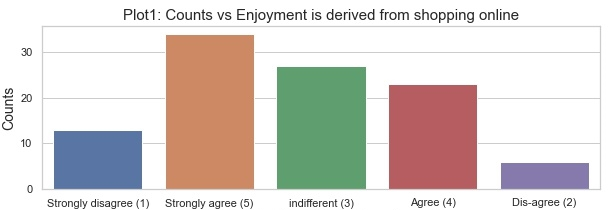 Plot1: Counts vs Enjoyment is derived from shopping online
Counts
30
20
10
0
Strongly disagree (1) Strongly agree (5) indifferent (3) Agree (4) Dis-agree (2)